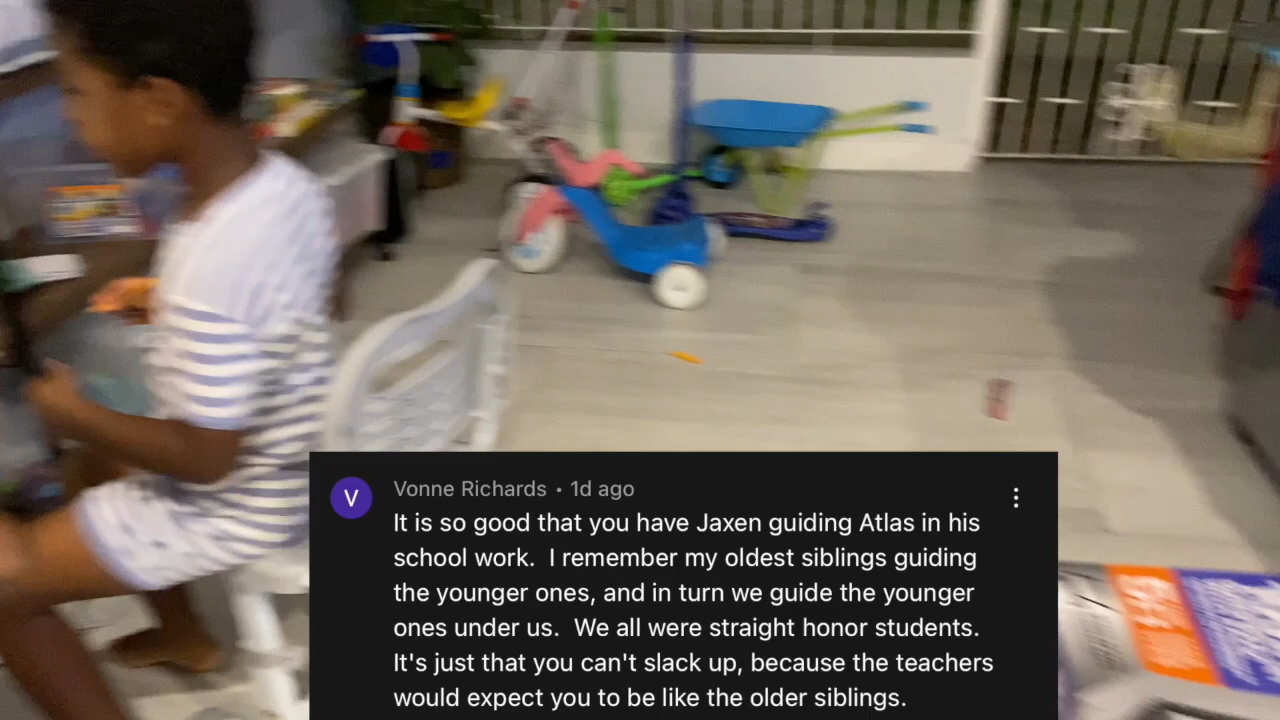 V
Vonne Richards • 1d ago
It is so good that you have Jaxen guiding Atlas in his
school work.  I remember my oldest siblings guiding
the younger ones, and in turn we guide the younger
ones under us.  We all were straight honor students.
It's just that you can't slack up, because the teachers
would expect you to be like the older siblings.